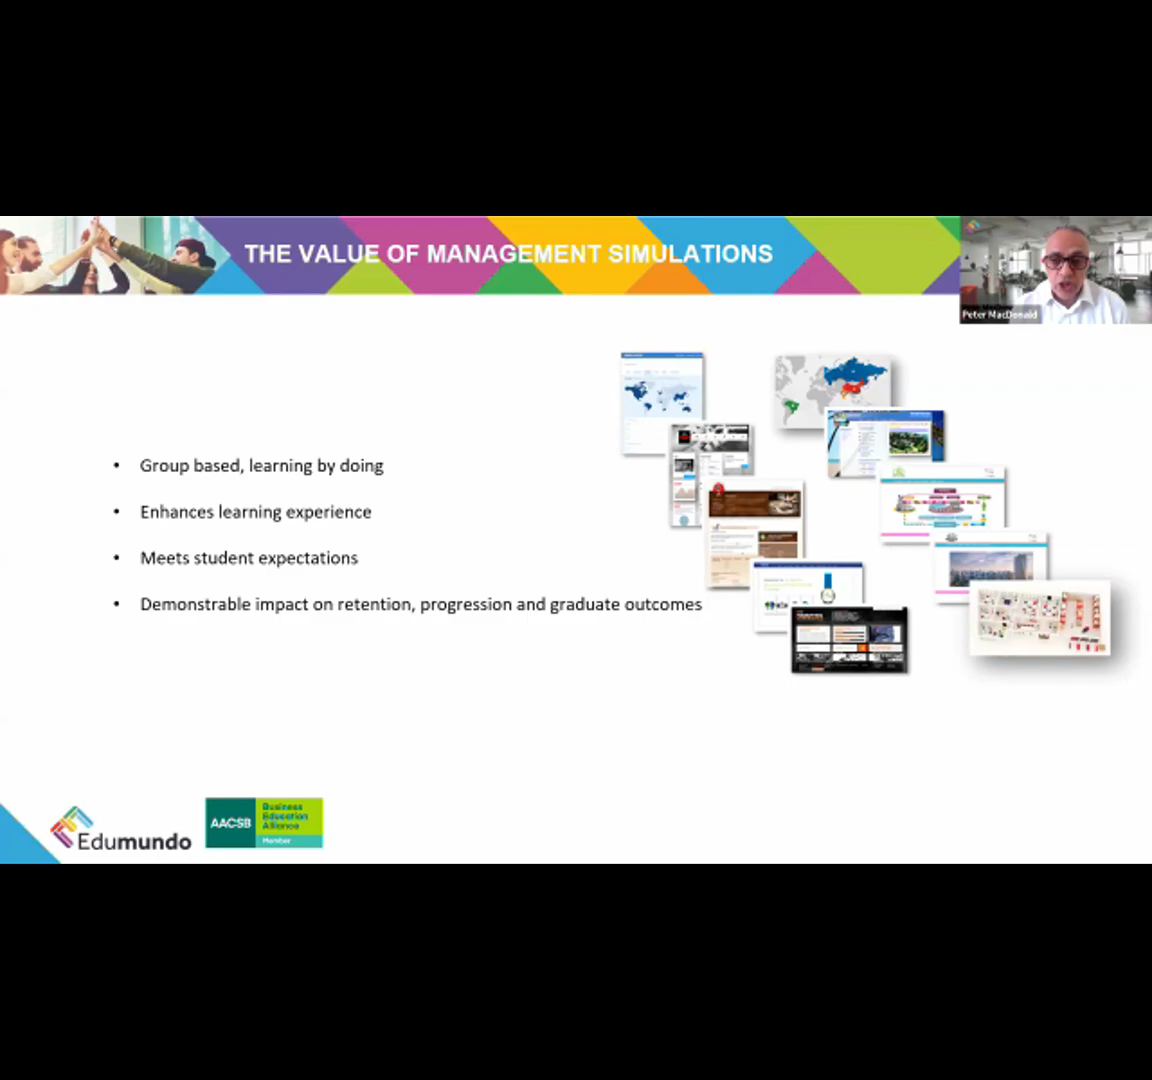 THE VALUE OF MANAGEMENT SIMULATIONS
Peter MacDonald
• Group based, learning by doing
• Enhances learning experience
• Meets student expectations
• Demonstrable impact on retention, progression and graduate outcomes
Edumundo
AACSB
Business
Education
Alliance
Member